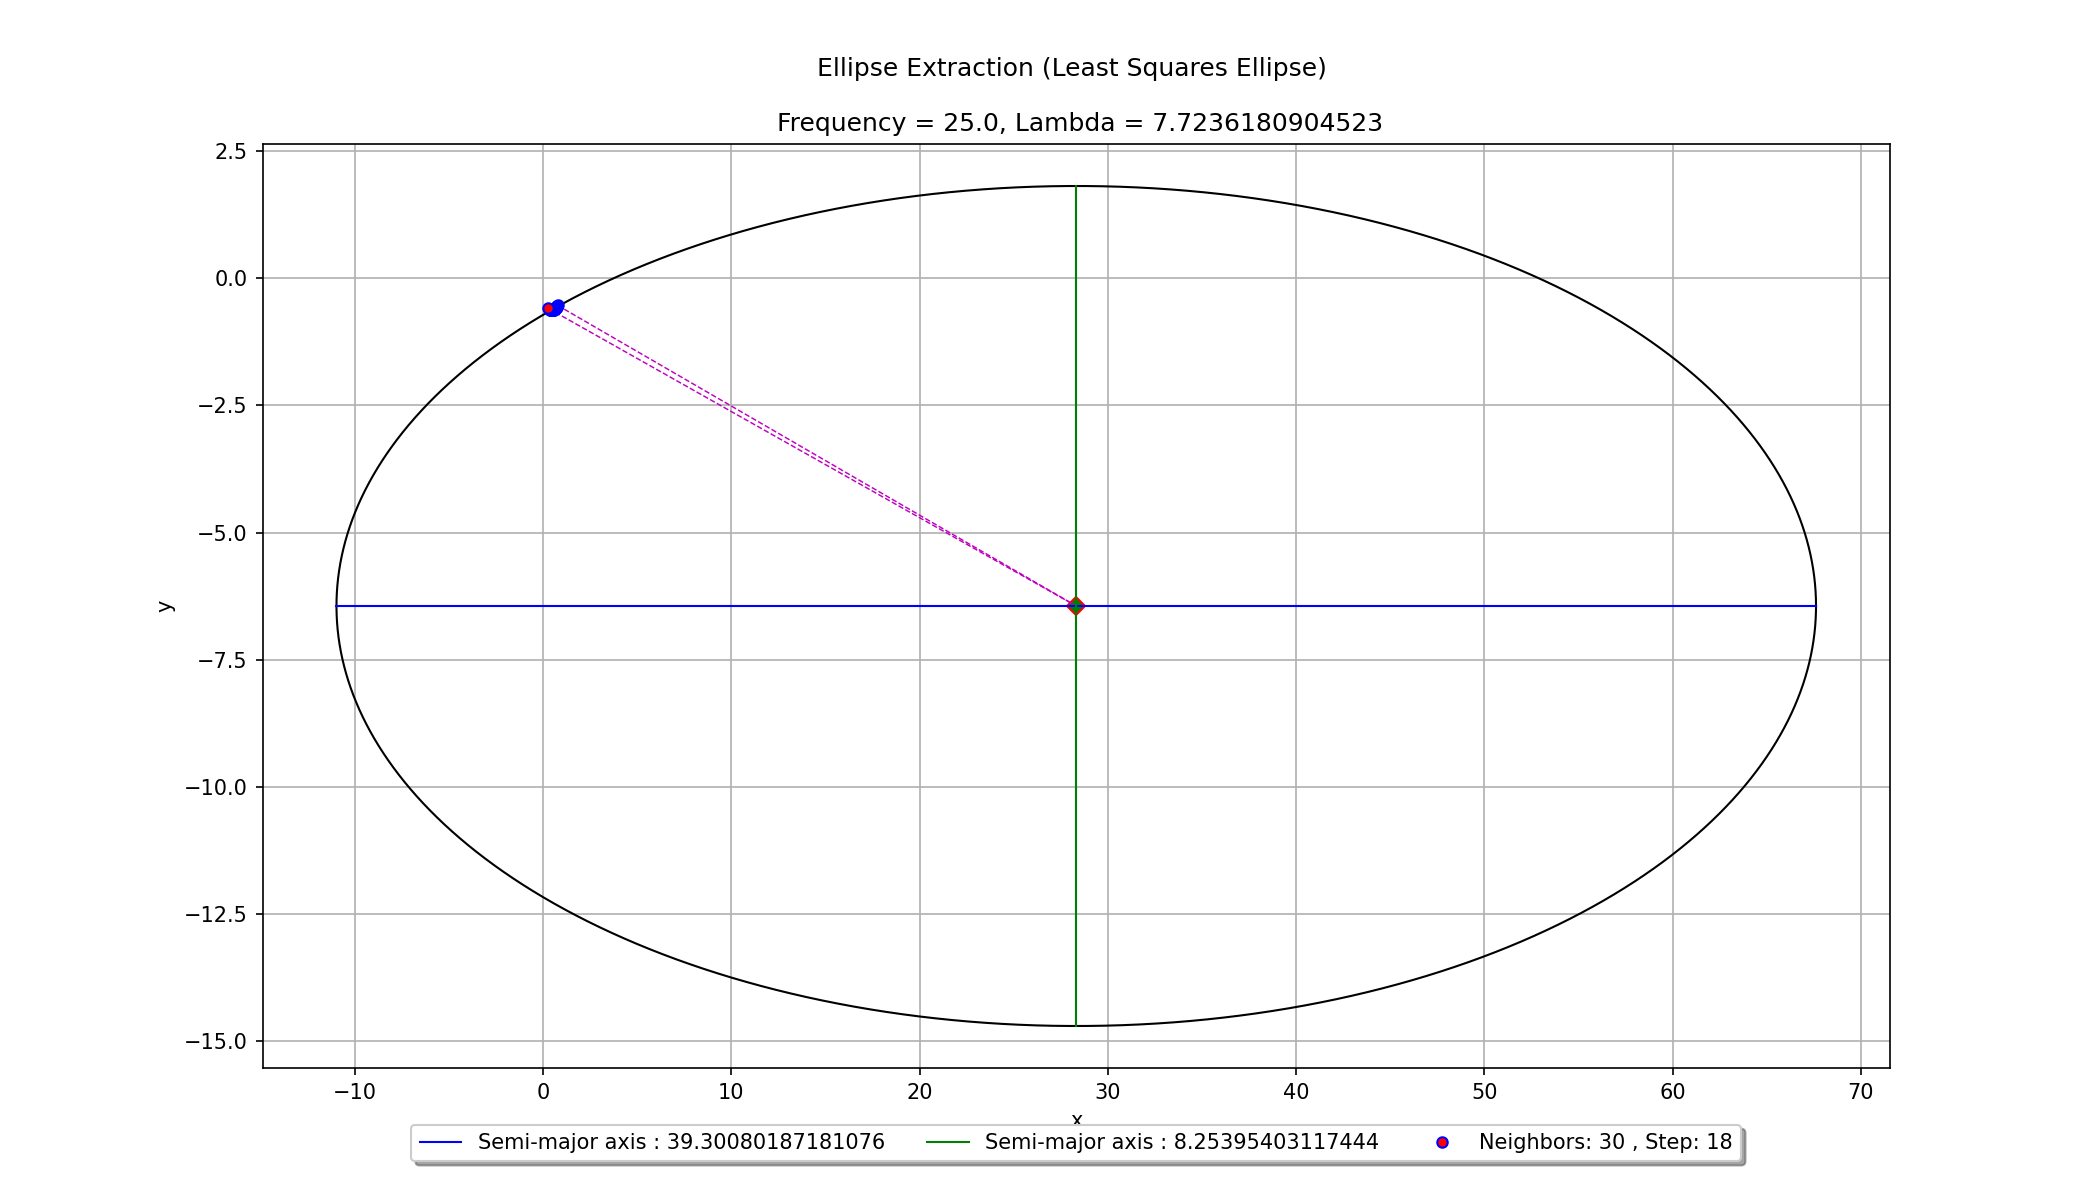 Ellipse Extraction (Least Squares Ellipse)
Frequency = 25.0, Lambda = 7.7236180904523
2.5
0.0
−2.5
−5.0
−7.5
−10.0
−12.5
−15.0
y
−10 0 10 20 30 40 50 60 70
x
Semi-major axis : 39.30080187181076 Semi-major axis : 8.25395403117444 Neighbors: 30 , Step: 18